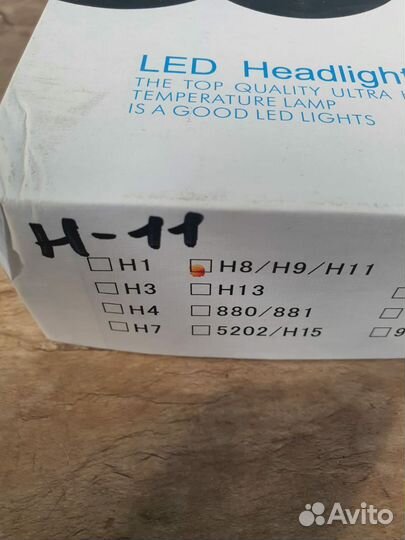 LED Headlight
THE TOP QUALITY ULTRA
TEMPERATURE LAMP
IS A GOOD LED LIGHTS
H-11
H1 H8/H9/H11
H3 H13
H4 880/881
H7 5202/H15 9
Avito